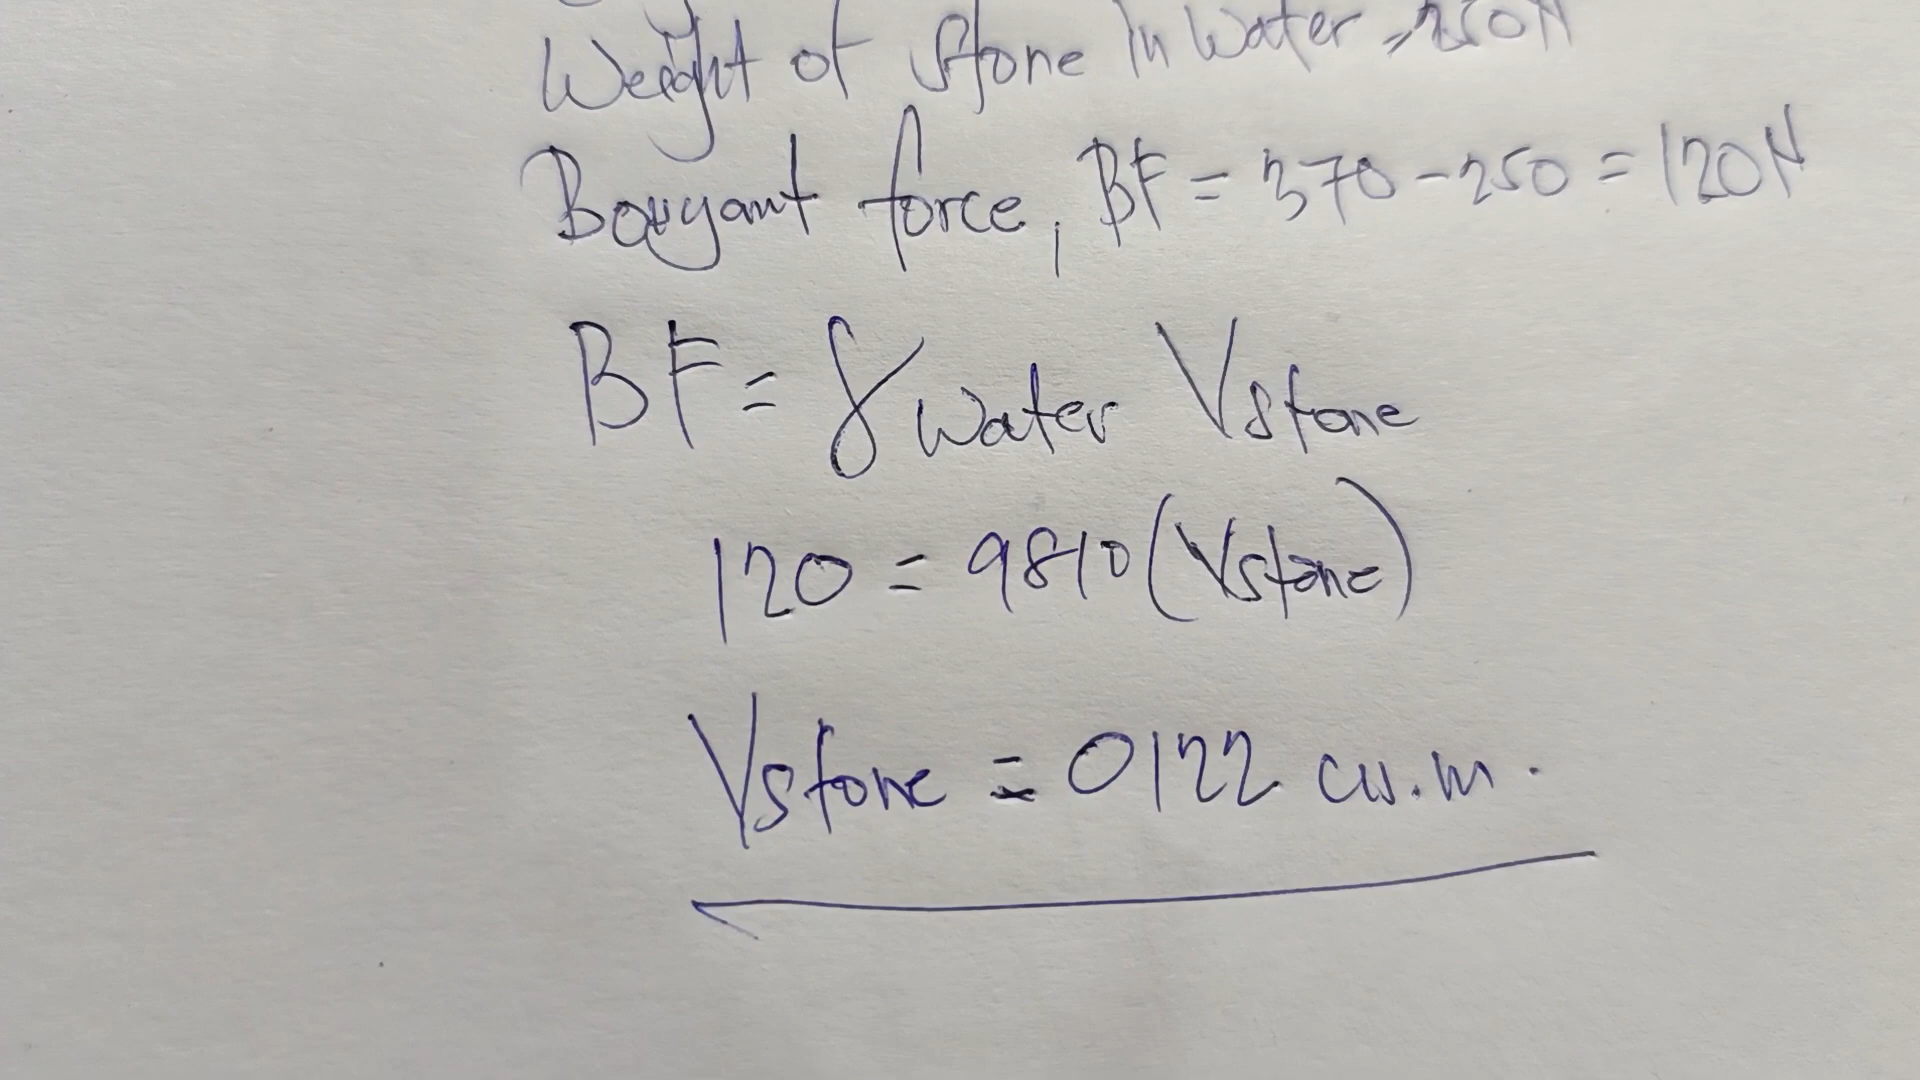 Weight of stone in water = 250N
Bouyant force, BF = 370 - 250 = 120N
BF = γ water Vstone
120 = 9810 (Vstone)
Vstone = 0122 cu.m.